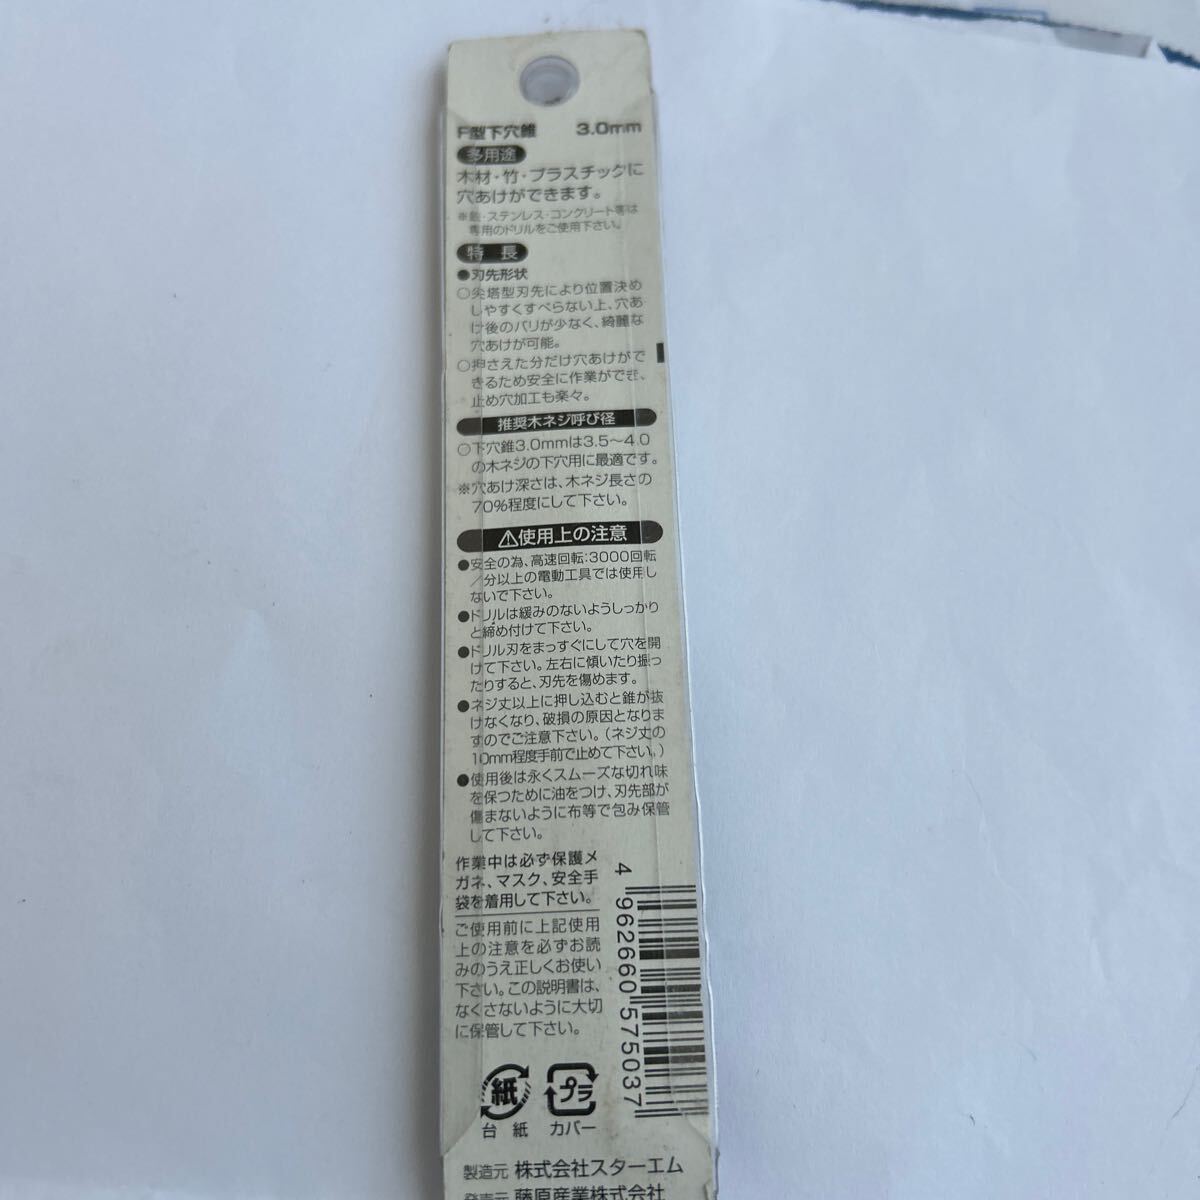 F型下穴錐 3.0mm
多用途
木材・竹・プラスチックに
穴あけができます。
※鉄・ステンレス・コンクリート等は
専用のドリルをご使用下さい。
特長
●刃先形状
○尖塔型刃先により位置決め
しやすくすべらない上、穴あ
け後のバリが少なく、綺麗な
穴あけが可能。
○押さえた分だけ穴あけがで
きるため安全に作業ができ、
止め穴加工も楽々。
推奨木ネジ呼び径
○下穴錐3.0mmは3.5〜4.0
の木ネジの下穴用に最適です。
※穴あけ深さは、木ネジ長さの
70%程度にして下さい。
⚠使用上の注意
●安全の為、高速回転:3000回転
／分以上の電動工具では使用し
ないで下さい。
●ドリルは緩みのないようしっかり
と締め付けて下さい。
●ドリル刃をまっすぐにして穴を開
けて下さい。左右に傾いたり振っ
たりすると、刃先を傷めます。
●ネジ丈以上に押し込むと錐が抜
けなくなり、破損の原因となりま
すのでご注意下さい。(ネジ丈の
10mm程度手前で止めて下さい。)
●使用後は永くスムーズな切れ味
を保つために油をつけ、刃先部が
傷まないように布等で包み保管
して下さい。
作業中は必ず保護メ
ガネ、マスク、安全手
袋を着用して下さい。
ご使用前に上記使用
上の注意を必ずお読
みのうえ正しくお使い
下さい。この説明書は、
なくさないように大切
に保管して下さい。
4 962660 575037
紙 プラ
台紙 カバー
製造元 株式会社スターエム
発売元 藤原産業株式会社